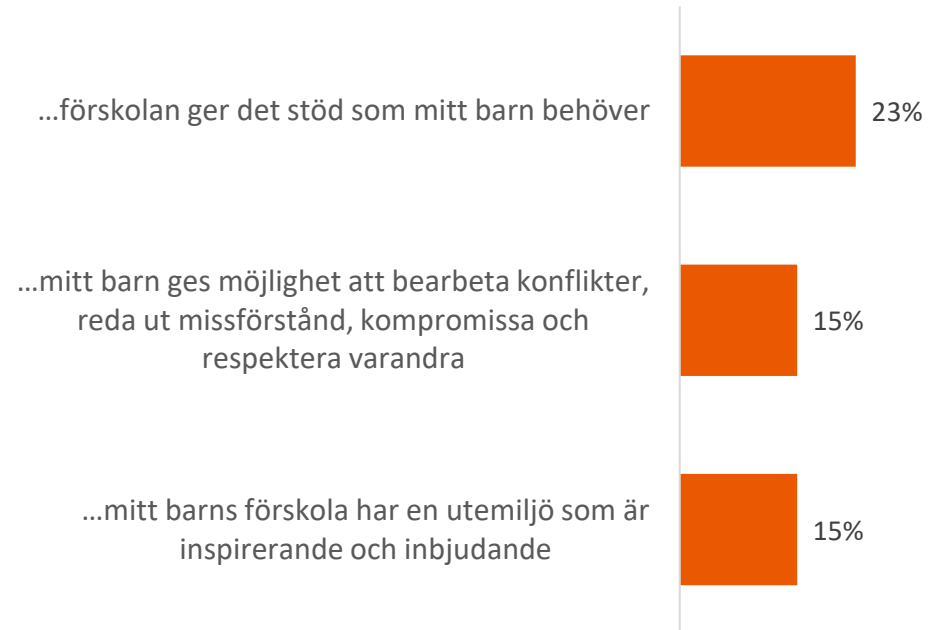 …förskolan ger det stöd som mitt barn behöver
23%
…mitt barn ges möjlighet att bearbeta konflikter,
reda ut missförstånd, kompromissa och
respektera varandra
15%
…mitt barns förskola har en utemiljö som är
inspirerande och inbjudande
15%